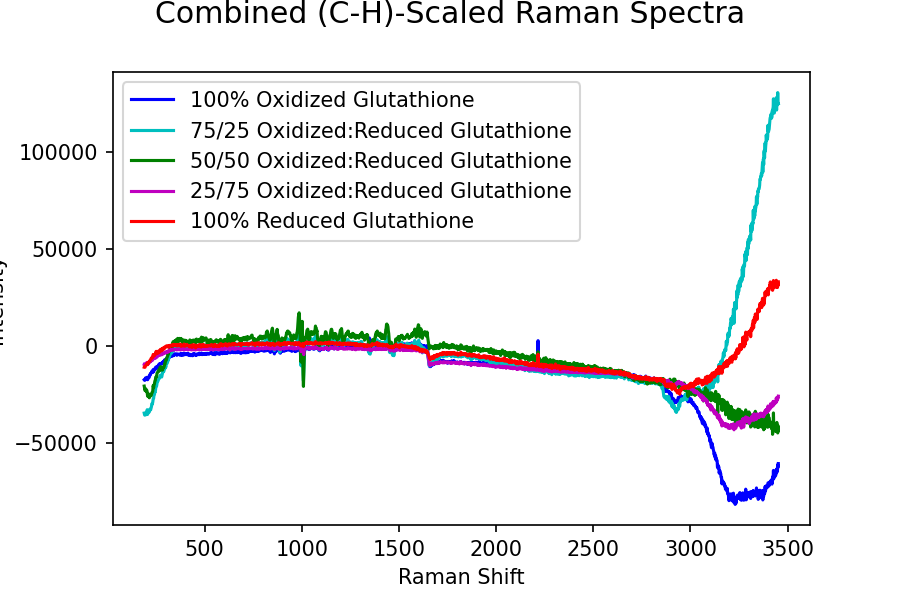 Combined (C-H)-Scaled Raman Spectra
100% Oxidized Glutathione
75/25 Oxidized:Reduced Glutathione
50/50 Oxidized:Reduced Glutathione
25/75 Oxidized:Reduced Glutathione
100% Reduced Glutathione
100000
50000
0
−50000
500 1000 1500 2000 2500 3000 3500
Raman Shift